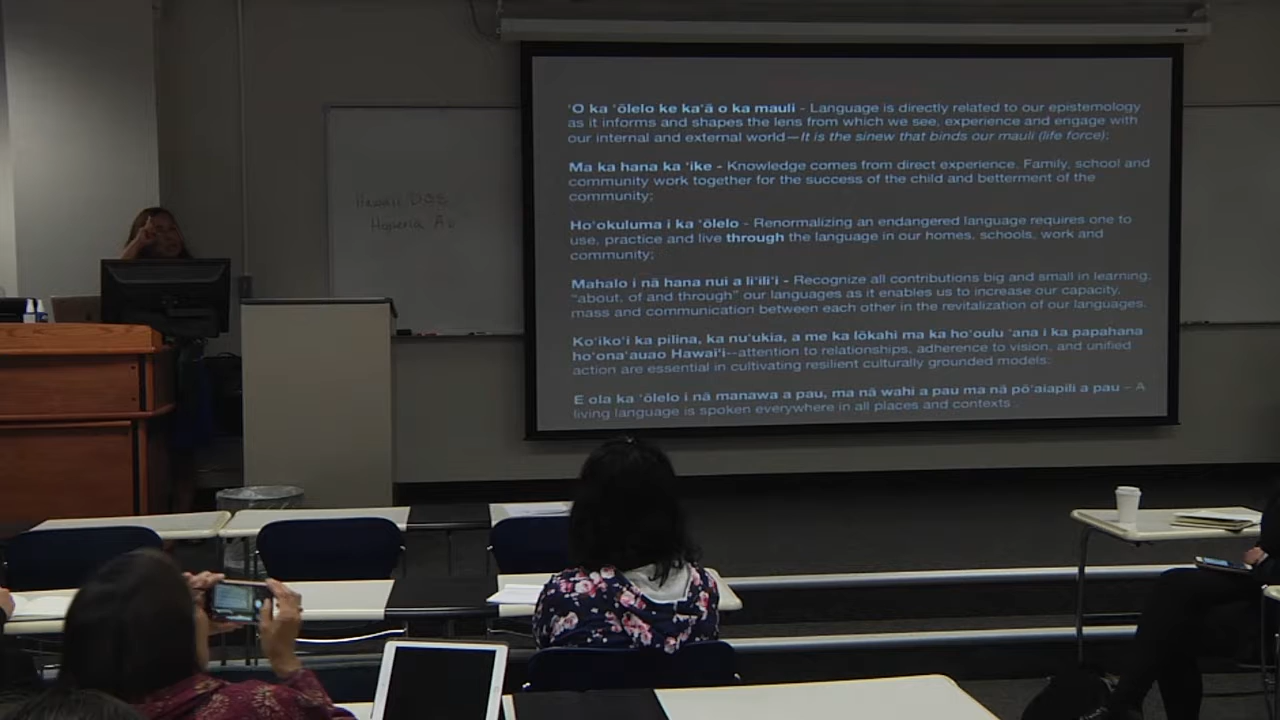 ʻO ka ʻōlelo ke kaʻā o ka mauli - Language is directly related to our epistemology
as it informs and shapes the lens from which we see, experience and engage with
our internal and external world—It is the sinew that binds our mauli (life force);
Ma ka hana ka ʻike - Knowledge comes from direct experience. Family, school and
community work together for the success of the child and betterment of the
community;
Hoʻokuluma i ka ʻōlelo - Renormalizing an endangered language requires one to
use, practice and live through the language in our homes, schools, work and
community;
Mahalo i nā hana nui a liʻiliʻi - Recognize all contributions big and small in learning,
"about, of and through" our languages as it enables us to increase our capacity,
mass and communication between each other in the revitalization of our languages.
Koʻikoʻi ka pilina, ka nuʻukia, a me ka lōkahi ma ka hoʻoulu ʻana i ka papahana
hoʻonaʻauao Hawaiʻi--attention to relationships, adherence to vision, and unified
action are essential in cultivating resilient culturally grounded models;
E ola ka ʻōlelo i nā manawa a pau, ma nā wahi a pau ma nā pōʻaiapili a pau – A
living language is spoken everywhere in all places and contexts.
Hawaii